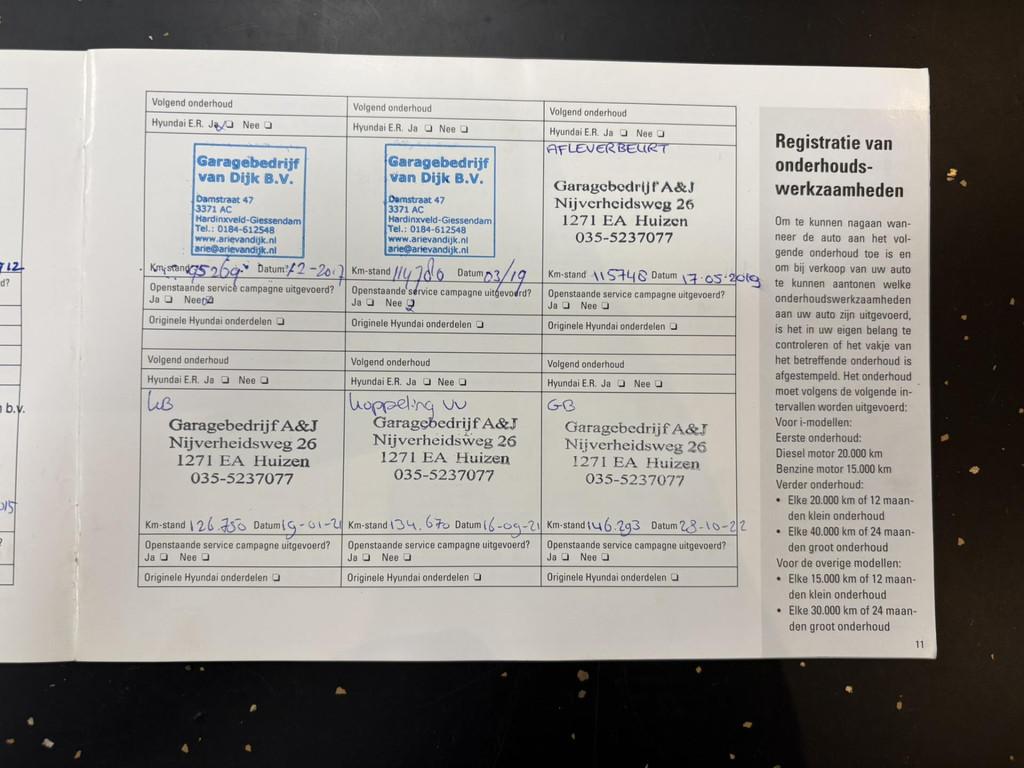 Volgend onderhoud
Hyundai E.R. Ja ☒ Nee ☐
Garagebedrijf
van Dijk B.V.
Damstraat 47
3371 AC
Hardinxveld-Giessendam
Tel.: 0184-612548
www.arievandijk.nl
arie@arievandijk.nl
Km-stand 95269 Datum 12-2017
Openstaande service campagne uitgevoerd?
Ja ☐ Nee ☒
Originele Hyundai onderdelen ☐
Volgend onderhoud
Hyundai E.R. Ja ☐ Nee ☐
Garagebedrijf
van Dijk B.V.
Damstraat 47
3371 AC
Hardinxveld-Giessendam
Tel.: 0184-612548
www.arievandijk.nl
arie@arievandijk.nl
Km-stand 114780 Datum 03/19
Openstaande service campagne uitgevoerd?
Ja ☐ Nee ☒
Originele Hyundai onderdelen ☐
Volgend onderhoud
Hyundai E.R. Ja ☐ Nee ☐
AFLEVERBEURT
Garagebedrijf A&J
Nijverheidsweg 26
1271 EA Huizen
035-5237077
Km-stand 115748 Datum 17-05-2019
Openstaande service campagne uitgevoerd?
Ja ☐ Nee ☐
Originele Hyundai onderdelen ☐
Volgend onderhoud
Hyundai E.R. Ja ☐ Nee ☐
KB
Garagebedrijf A&J
Nijverheidsweg 26
1271 EA Huizen
035-5237077
Km-stand 126.750 Datum 19-01-21
Openstaande service campagne uitgevoerd?
Ja ☐ Nee ☐
Originele Hyundai onderdelen ☐
Volgend onderhoud
Hyundai E.R. Ja ☐ Nee ☐
koppeling VV
Garagebedrijf A&J
Nijverheidsweg 26
1271 EA Huizen
035-5237077
Km-stand 134.670 Datum 16-09-21
Openstaande service campagne uitgevoerd?
Ja ☐ Nee ☐
Originele Hyundai onderdelen ☐
Volgend onderhoud
Hyundai E.R. Ja ☐ Nee ☐
GB
Garagebedrijf A&J
Nijverheidsweg 26
1271 EA Huizen
035-5237077
Km-stand 146.293 Datum 28-10-22
Openstaande service campagne uitgevoerd?
Ja ☐ Nee ☐
Originele Hyundai onderdelen ☐
Registratie van
onderhouds-
werkzaamheden
Om te kunnen nagaan wan-
neer de auto aan het vol-
gende onderhoud toe is en
om bij verkoop van uw auto
te kunnen aantonen welke
onderhoudswerkzaamheden
aan uw auto zijn uitgevoerd,
is het in uw eigen belang te
controleren of het vakje van
het betreffende onderhoud is
afgestempeld. Het onderhoud
moet volgens de volgende in-
tervallen worden uitgevoerd:
Voor i-modellen:
Eerste onderhoud:
Diesel motor 20.000 km
Benzine motor 15.000 km
Verder onderhoud:
• Elke 20.000 km of 12 maan-
den klein onderhoud
• Elke 40.000 km of 24 maan-
den groot onderhoud
Voor de overige modellen:
• Elke 15.000 km of 12 maan-
den klein onderhoud
• Elke 30.000 km of 24 maan-
den groot onderhoud
11